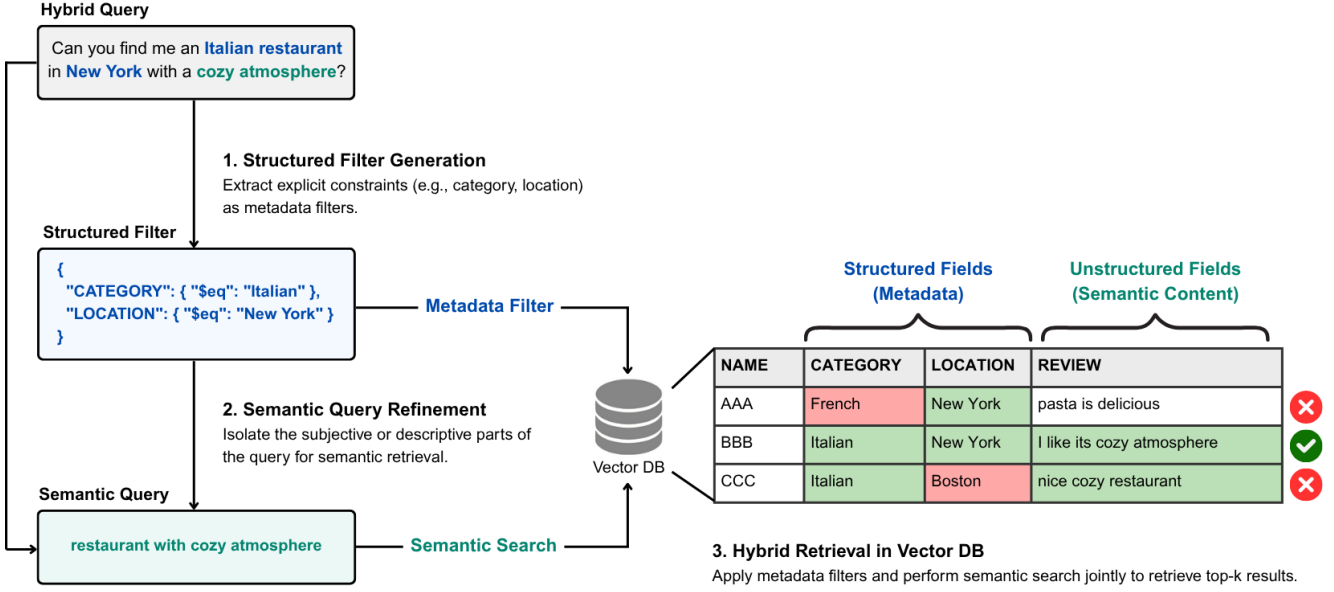 Hybrid Query
Can you find me an Italian restaurant
in New York with a cozy atmosphere?
1. Structured Filter Generation
Extract explicit constraints (e.g., category, location)
as metadata filters.
Structured Filter
{
"CATEGORY": { "$eq": "Italian" },
"LOCATION": { "$eq": "New York" }
}
Metadata Filter
2. Semantic Query Refinement
Isolate the subjective or descriptive parts of
the query for semantic retrieval.
Semantic Query
restaurant with cozy atmosphere
Semantic Search
Vector DB
Structured Fields
(Metadata)
Unstructured Fields
(Semantic Content)
NAME CATEGORY LOCATION REVIEW
AAA French New York pasta is delicious
BBB Italian New York I like its cozy atmosphere
CCC Italian Boston nice cozy restaurant
3. Hybrid Retrieval in Vector DB
Apply metadata filters and perform semantic search jointly to retrieve top-k results.